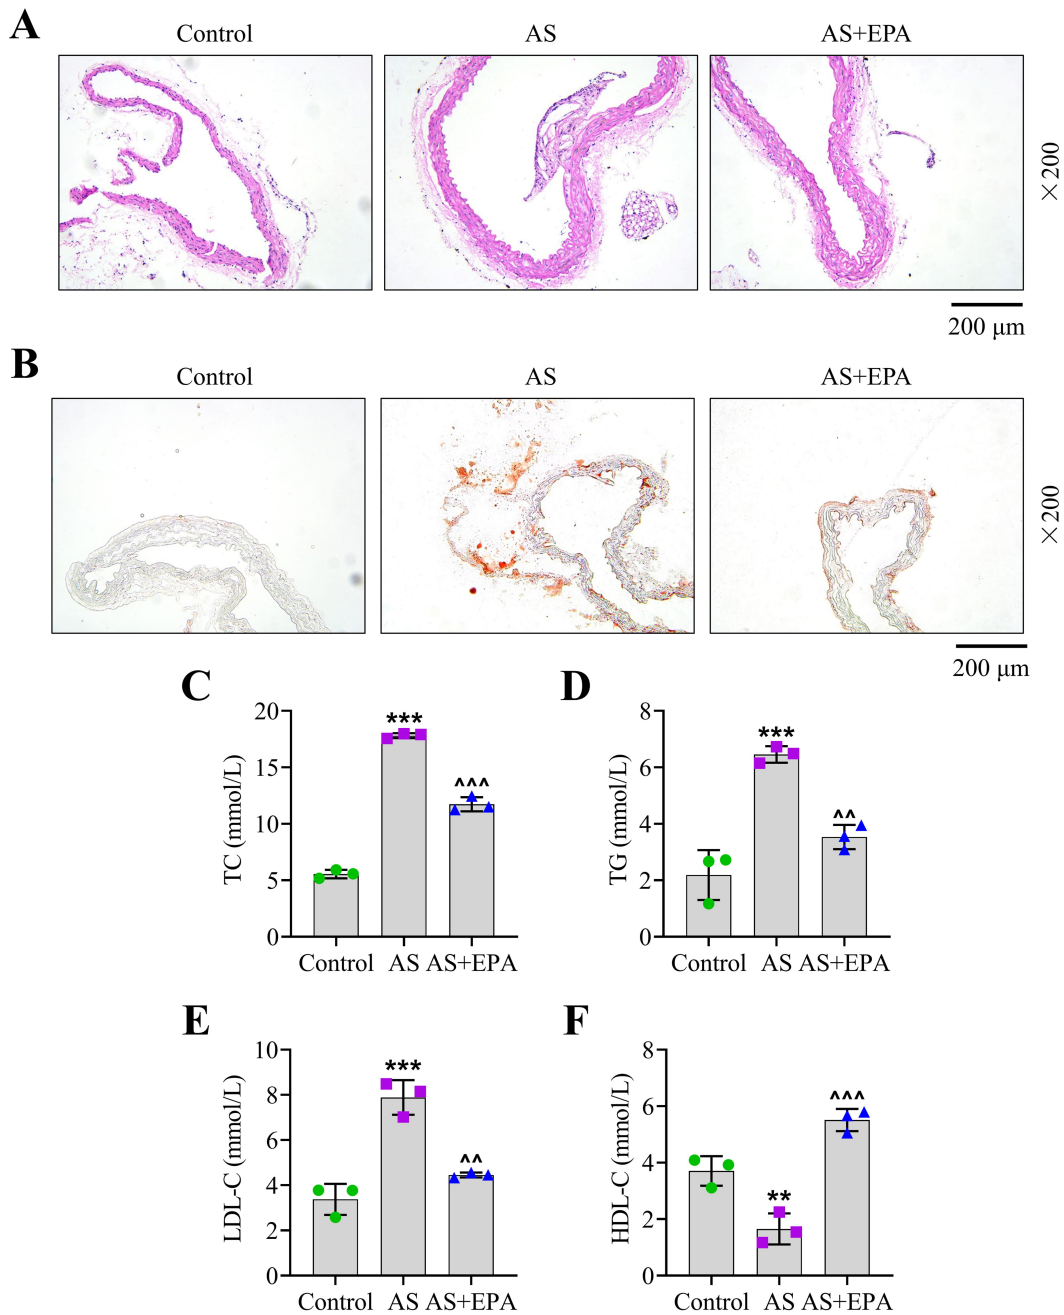 A
Control AS AS+EPA
×200
200 μm
B
Control AS AS+EPA
×200
200 μm
C
TC (mmol/L)
20
15
10
5
0
***
^^^
Control AS AS+EPA
D
TG (mmol/L)
8
6
4
2
0
***
^^
Control AS AS+EPA
E
LDL-C (mmol/L)
10
8
6
4
2
0
***
^^
Control AS AS+EPA
F
HDL-C (mmol/L)
8
6
4
2
0
**
^^^
Control AS AS+EPA